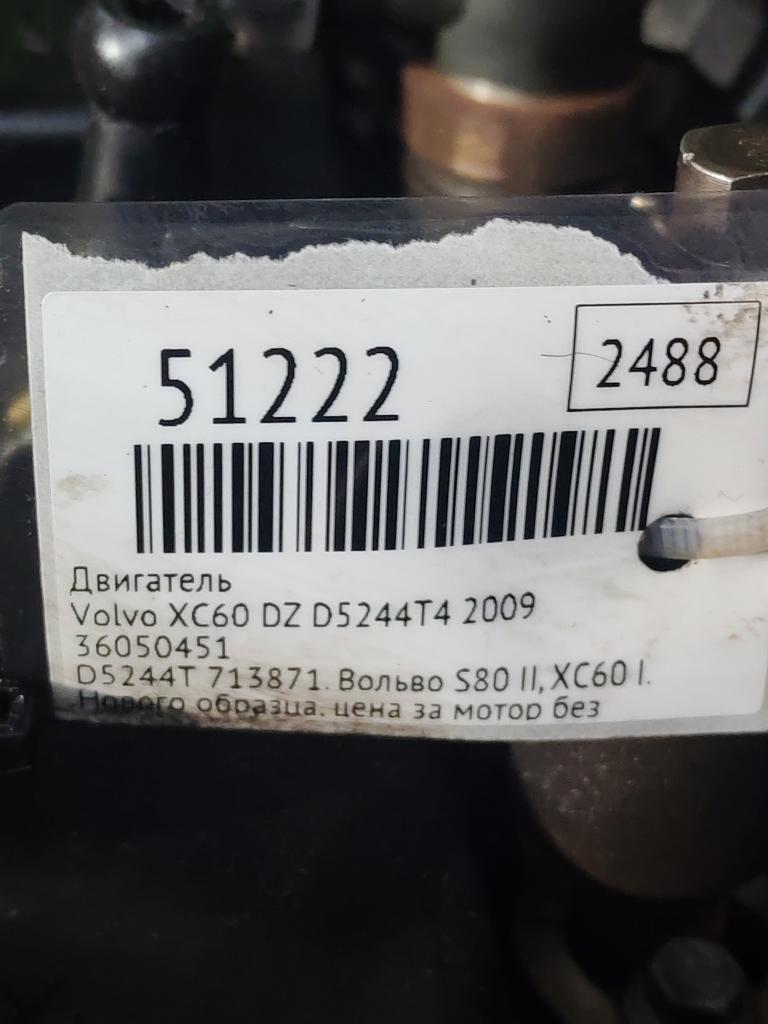 51222
2488
Двигатель
Volvo XC60 DZ D5244T4 2009
36050451
D5244T 713871. Вольво S80 II, XC60 I.
Нового образца. цена за мотор без